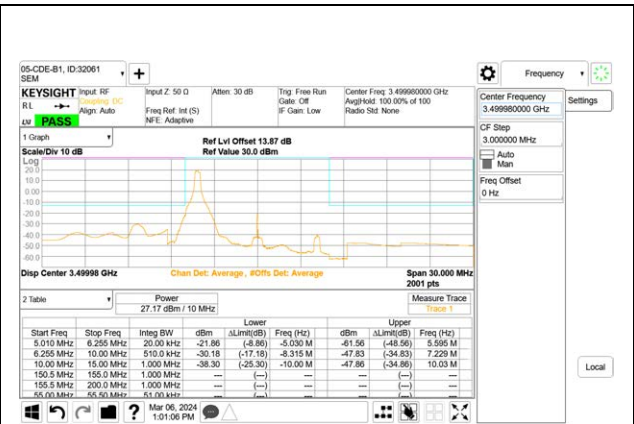 05-CDE-B1, ID:32061
SEM
Frequency
KEYSIGHT Input: RF Input Z: 50 Ω Atten: 30 dB Trig: Free Run Center Freq: 3.499980000 GHz
RL Coupling: DC Gate: Off Avg|Hold: 100.00% of 100
Align: Auto Freq Ref: Int (S) IF Gain: Low Radio Std: None
PASS NFE: Adaptive
1 Graph
Scale/Div 10 dB
Ref Lvl Offset 13.87 dB
Ref Value 30.0 dBm
Log
20.0
10.0
0.00
-10.0
-20.0
-30.0
-40.0
-50.0
-60.0
Disp Center 3.49998 GHz Chan Det: Average , #Offs Det: Average Span 30.000 MHz
2001 pts
2 Table
Power
27.17 dBm / 10 MHz
Measure Trace
Trace 1
Lower Upper
Start Freq Stop Freq Integ BW dBm ΔLimit(dB) Freq (Hz) dBm ΔLimit(dB) Freq (Hz)
5.010 MHz 6.255 MHz 20.00 kHz -21.86 (-8.86) -5.030 M -61.56 (-48.56) 5.595 M
6.255 MHz 10.00 MHz 510.0 kHz -30.18 (-17.18) -8.315 M -47.83 (-34.83) 7.229 M
10.00 MHz 15.00 MHz 1.000 MHz -38.30 (-25.30) -10.00 M -47.86 (-34.86) 10.03 M
150.5 MHz 155.0 MHz 1.000 MHz --- (---) --- --- (---) ---
155.5 MHz 200.0 MHz 1.000 MHz --- (---) --- --- (---) ---
55.00 MHz 55.50 MHz 51.00 kHz
Mar 06, 2024
1:01:06 PM
Center Frequency
3.499980000 GHz
Settings
CF Step
3.000000 MHz
Auto
Man
Freq Offset
0 Hz
Local